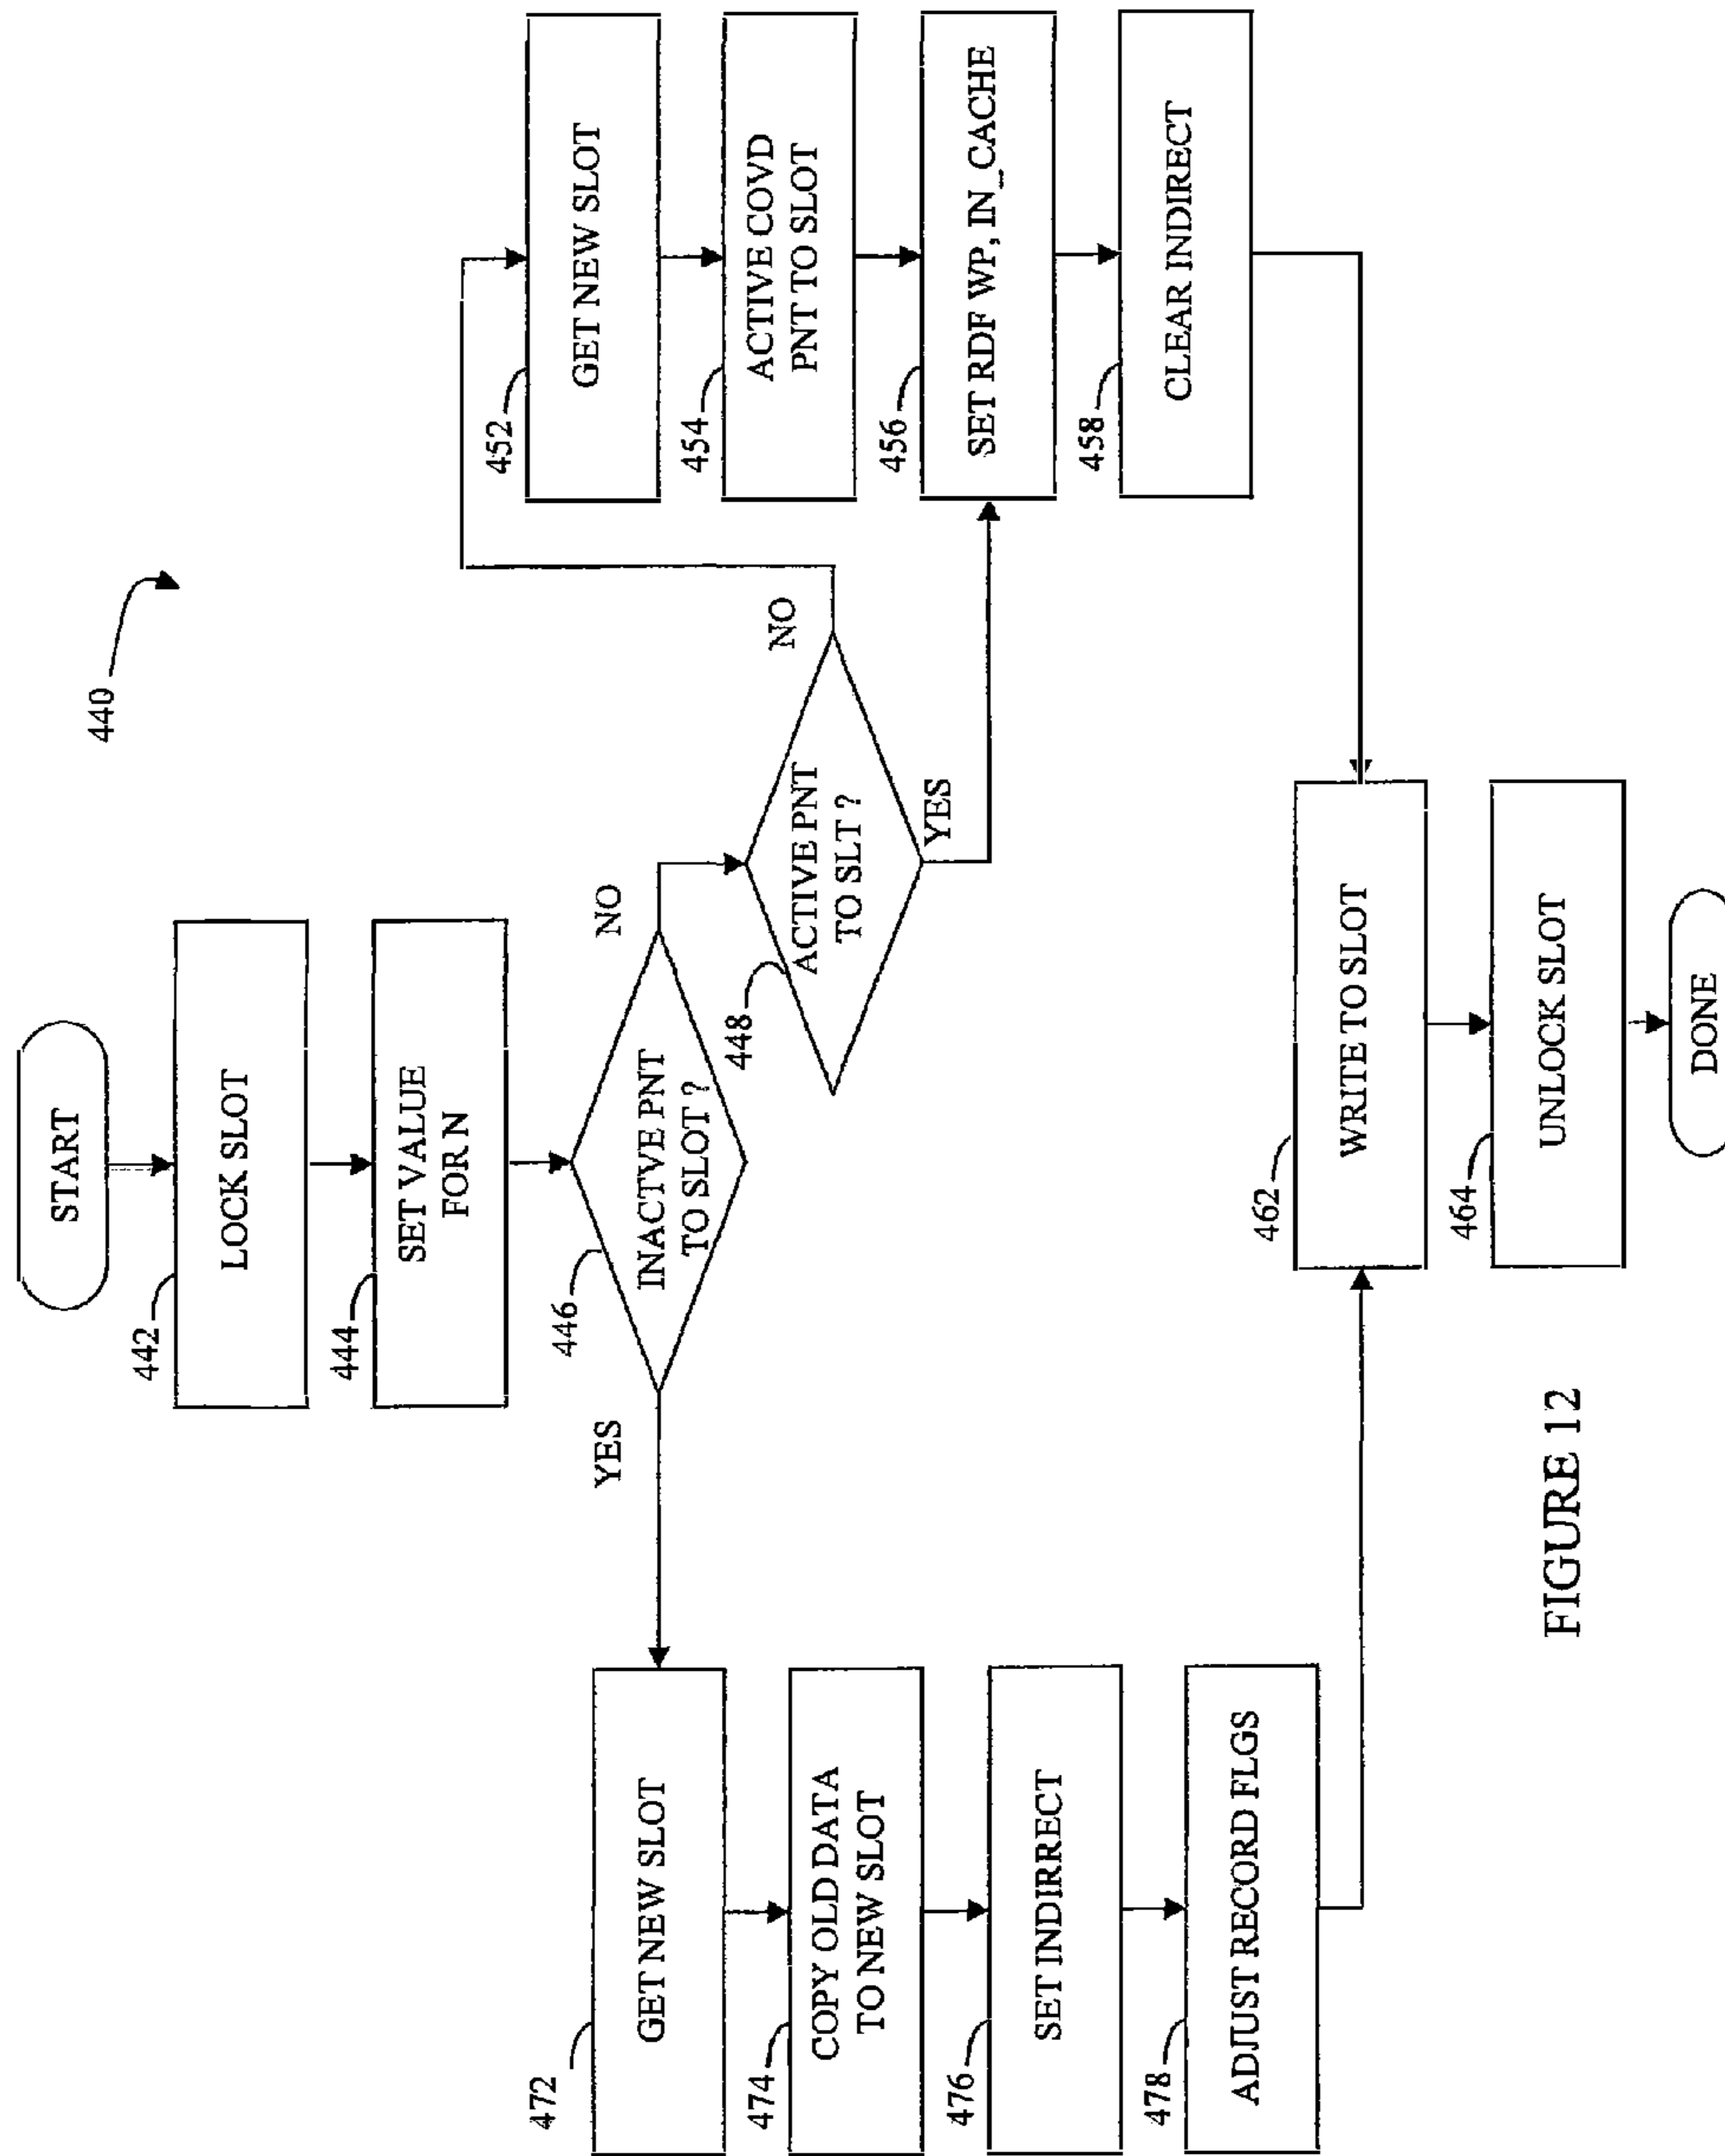 440
START
442
LOCK SLOT
444
SET VALUE
FOR N
446
INACTVE PNT
TO SLOT ?
YES
NO
448
ACTIVE PNT
TO SLT ?
NO
YES
452
GET NEW SLOT
454
ACTIVE COVD
PNT TO SLOT
456
SET RDF WP, IN_CACHE
458
CLEAR INDIRECT
472
GET NEW SLOT
474
COPY OLD DATA
TO NEW SLOT
476
SET INDIRRECT
478
ADJUST RECORD FLGS
462
WRITE TO SLOT
464
UNLOCK SLOT
DONE
FIGURE 12